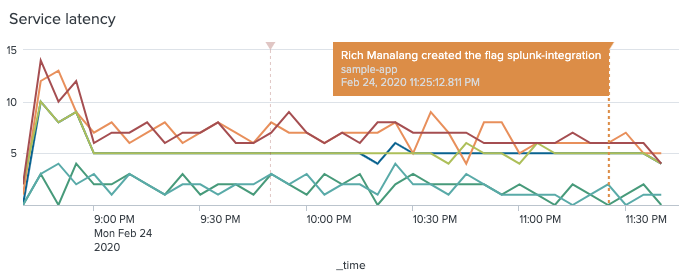 Service latency
15
Rich Manalang created the flag splunk-integration
sample-app
Feb 24, 2020 11:25:12.811 PM
10
5
9:00 PM
Mon Feb 24
2020
9:30 PM
10:00 PM
10:30 PM
11:00 PM
11:30 PM
_time